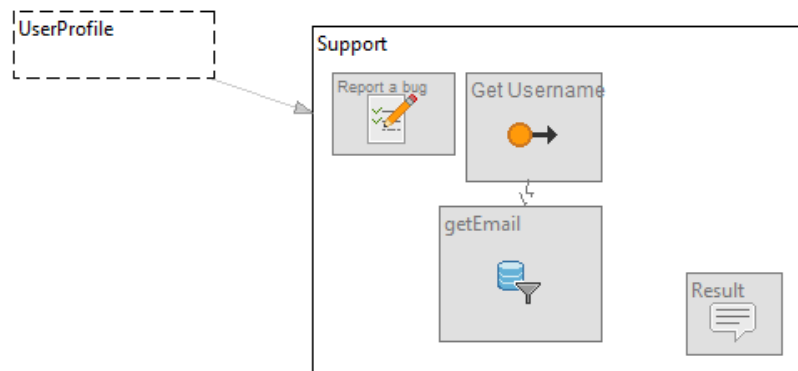 UserProfile
Support
Report a bug
Get Username
getEmail
Result